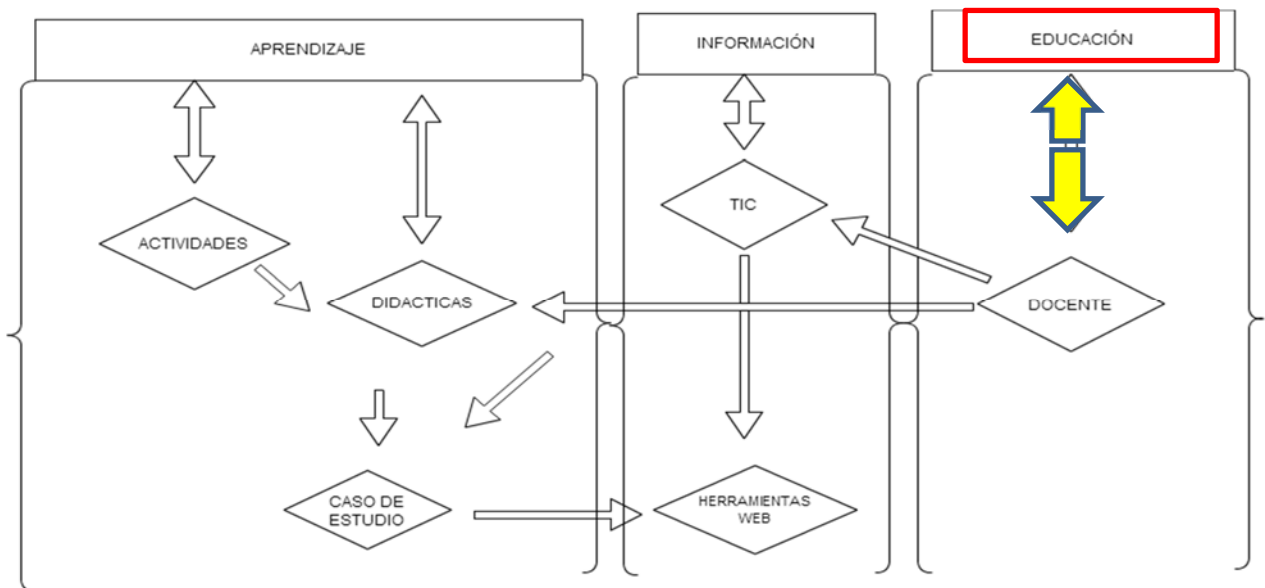 APRENDIZAJE
INFORMACIÓN
EDUCACIÓN
TIC
ACTIVIDADES
DIDACTICAS
DOCENTE
CASO DE
ESTUDIO
HERRAMIENTAS
WEB